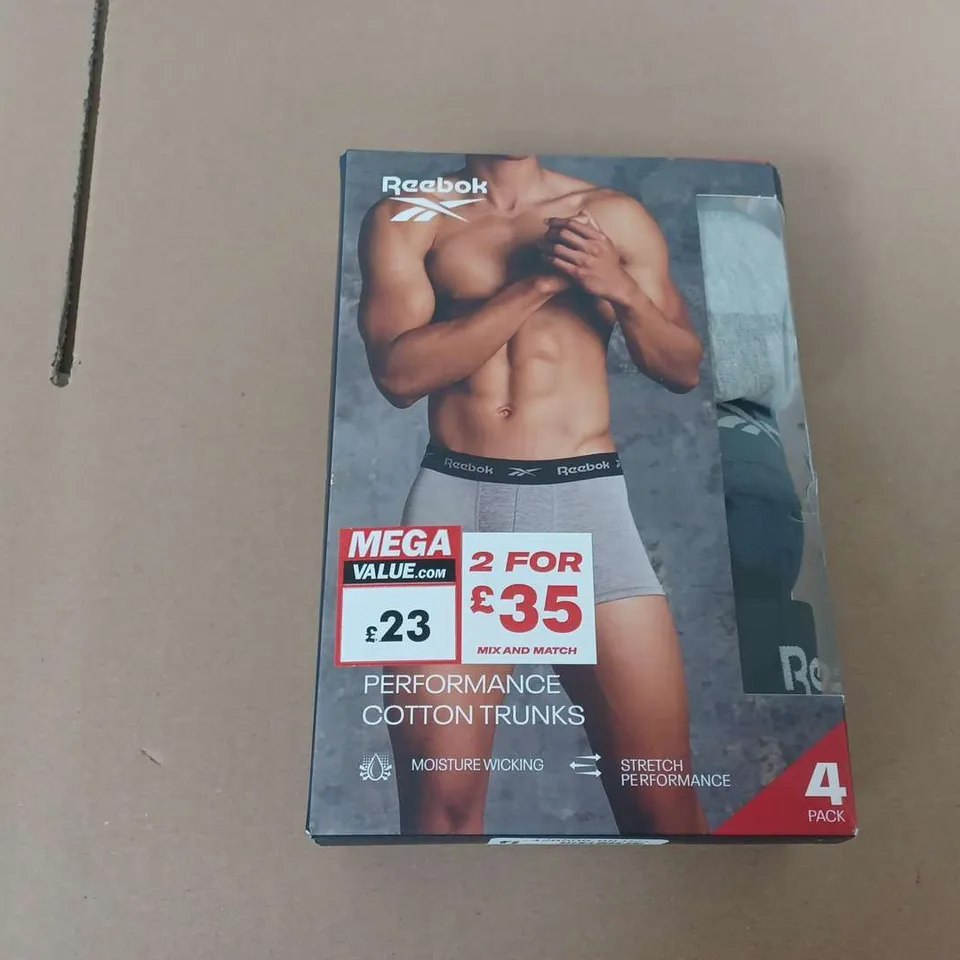 Reebok
Reebok Reebok
MEGA
VALUE.COM
£23
2 FOR
£35
MIX AND MATCH
PERFORMANCE
COTTON TRUNKS
MOISTURE WICKING
STRETCH
PERFORMANCE
4
PACK